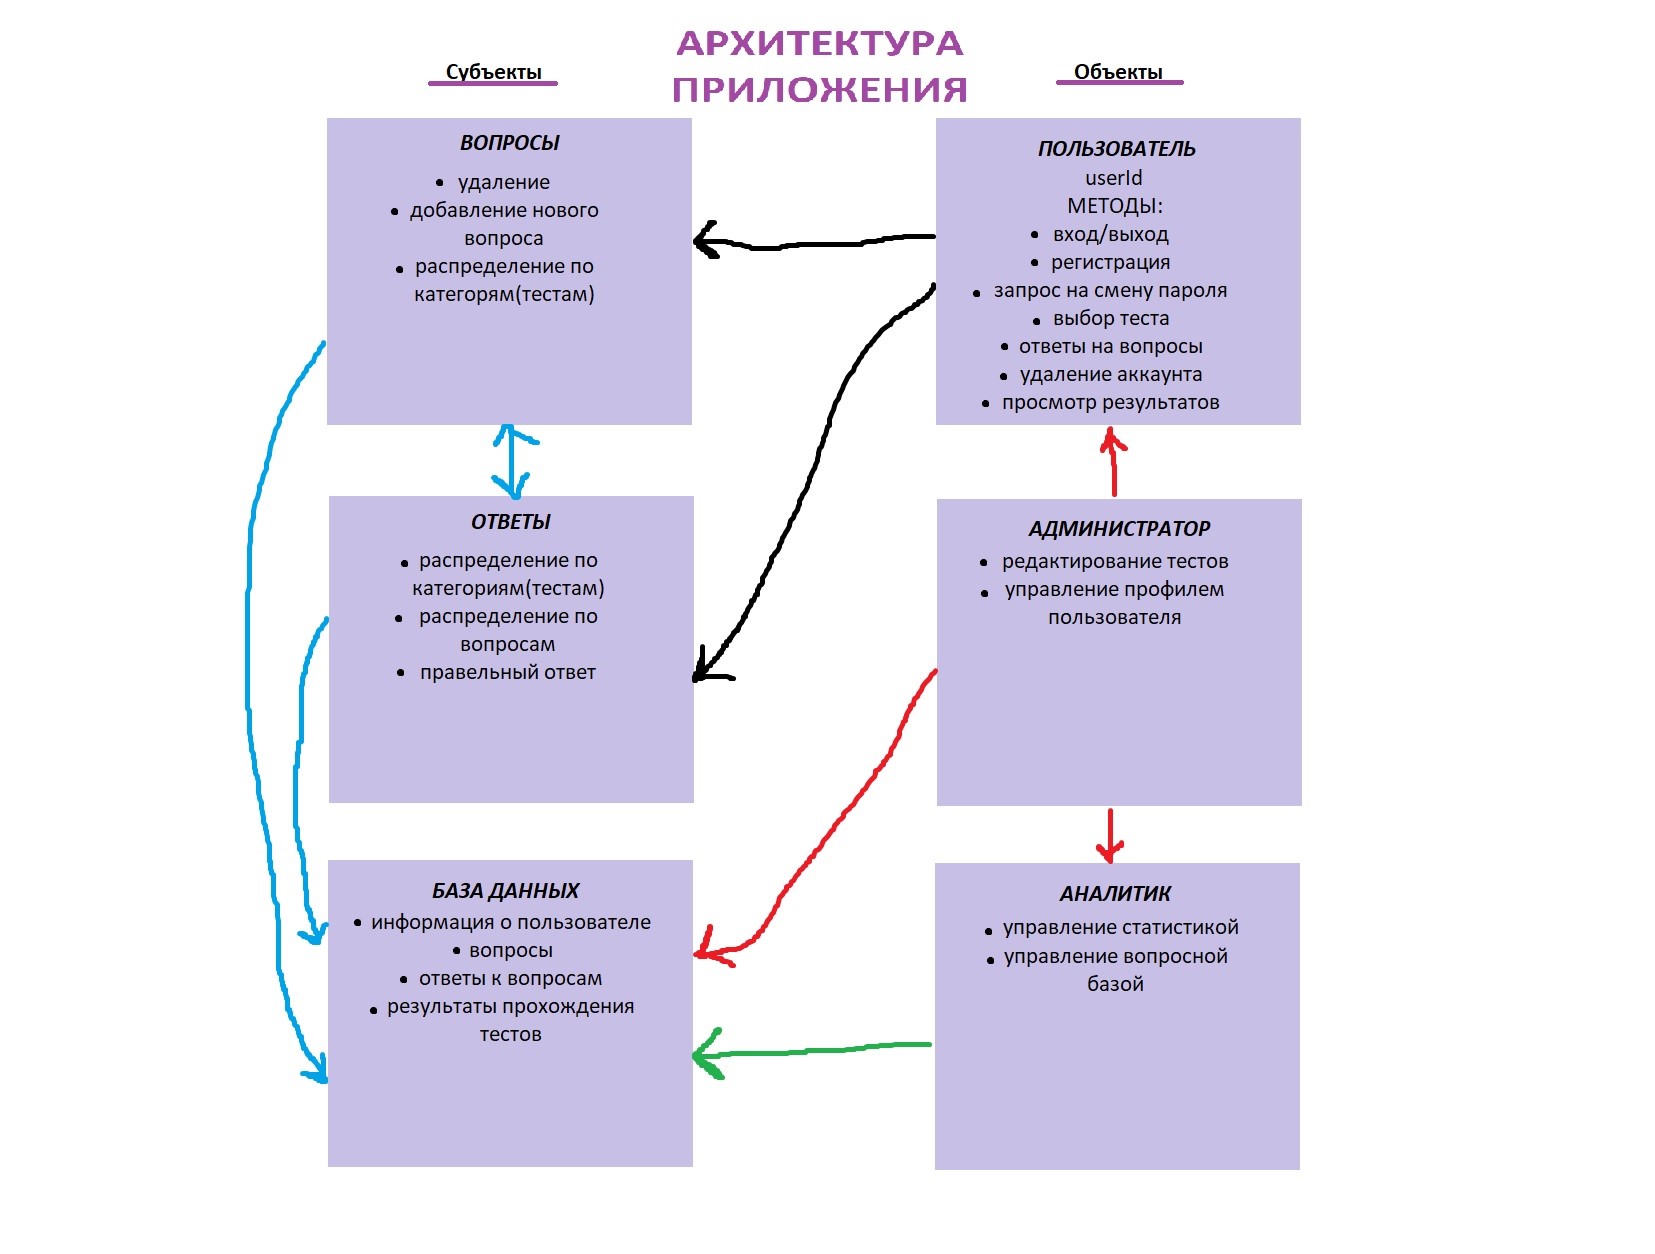 АРХИТЕКТУРА
ПРИЛОЖЕНИЯ
Субъекты
Объекты
ВОПРОСЫ
• удаление
• добавление нового
вопроса
• распределение по
категорям(тестам)
ПОЛЬЗОВАТЕЛЬ
userId
МЕТОДЫ:
• вход/выход
• регистрация
• запрос на смену пароля
• выбор теста
• ответы на вопросы
• удаление аккаунта
• просмотр результатов
ОТВЕТЫ
• распределение по
категориям(тестам)
• распределение по
вопросам
• правельный ответ
АДМИНИСТРАТОР
• редактирование тестов
• управление профилем
пользователя
БАЗА ДАННЫХ
• информация о пользователе
• вопросы
• ответы к вопросам
• результаты прохождения
тестов
АНАЛИТИК
• управление статистикой
• управление вопросной
базой